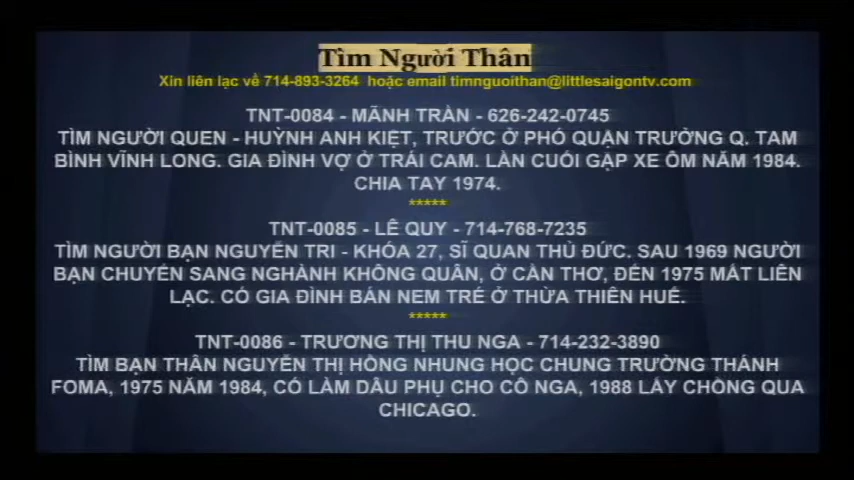 Tìm Người Thân
Xin liên lạc về 714-893-3264 hoặc email timnguoithan@littlesaigontv.com
TNT-0084 - MÃNH TRẦN - 626-242-0745
TÌM NGƯỜI QUEN - HUỲNH ANH KIỆT, TRƯỚC Ở PHÓ QUẬN TRƯỞNG Q. TAM
BÌNH VĨNH LONG. GIA ĐÌNH VỢ Ở TRÁI CAM. LẦN CUỐI GẶP XE ÔM NĂM 1984.
CHIA TAY 1974.
*****
TNT-0085 - LÊ QUY - 714-768-7235
TÌM NGƯỜI BẠN NGUYỄN TRI - KHÓA 27, SĨ QUAN THỦ ĐỨC. SAU 1969 NGƯỜI
BẠN CHUYỂN SANG NGHÀNH KHÔNG QUÂN, Ở CẦN THƠ, ĐẾN 1975 MẤT LIÊN
LẠC. CÓ GIA ĐÌNH BÁN NEM TRÉ Ở THỪA THIÊN HUẾ.
*****
TNT-0086 - TRƯƠNG THỊ THU NGA - 714-232-3890
TÌM BẠN THÂN NGUYỄN THỊ HỒNG NHUNG HỌC CHUNG TRƯỜNG THÁNH
FOMA, 1975 NĂM 1984, CÓ LÀM DÂU PHỤ CHO CÔ NGA, 1988 LẤY CHỒNG QUA
CHICAGO.